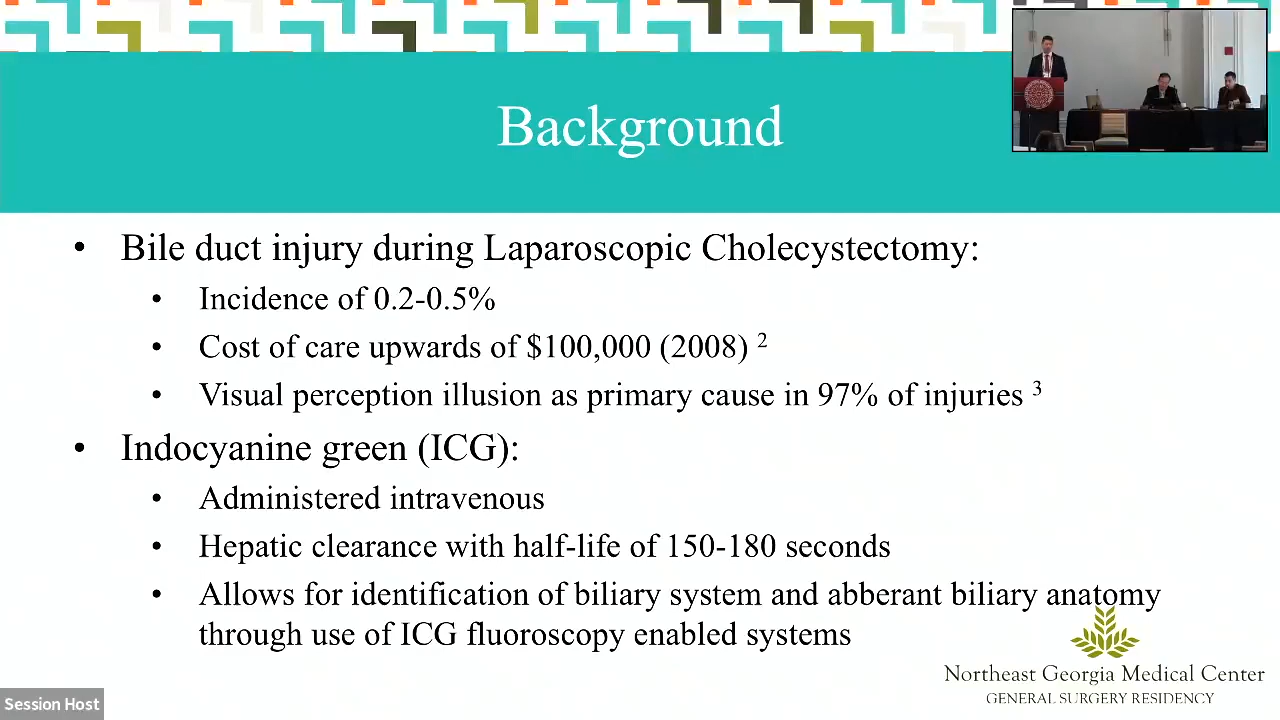 Background
• Bile duct injury during Laparoscopic Cholecystectomy:
• Incidence of 0.2-0.5%
• Cost of care upwards of $100,000 (2008) ²
• Visual perception illusion as primary cause in 97% of injuries ³
• Indocyanine green (ICG):
• Administered intravenous
• Hepatic clearance with half-life of 150-180 seconds
• Allows for identification of biliary system and abberant biliary anatomy
through use of ICG fluoroscopy enabled systems
Northeast Georgia Medical Center
GENERAL SURGERY RESIDENCY
Session Host